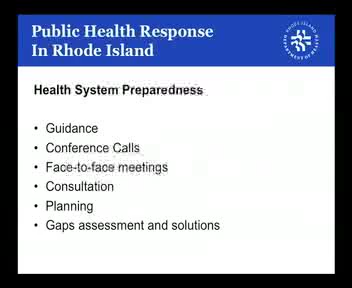 Public Health Response
In Rhode Island
Health System Preparedness
• Guidance
• Conference Calls
• Face-to-face meetings
• Consultation
• Planning
• Gaps assessment and solutions